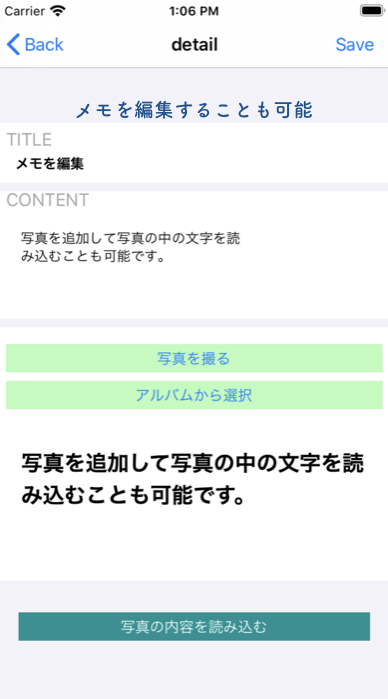 Carrier 1:06 PM
Back detail Save
メモを編集することも可能
TITLE
メモを編集
CONTENT
写真を追加して写真の中の文字を読
み込むことも可能です。
写真を撮る
アルバムから選択
写真を追加して写真の中の文字を読
み込むことも可能です。
写真の内容を読み込む